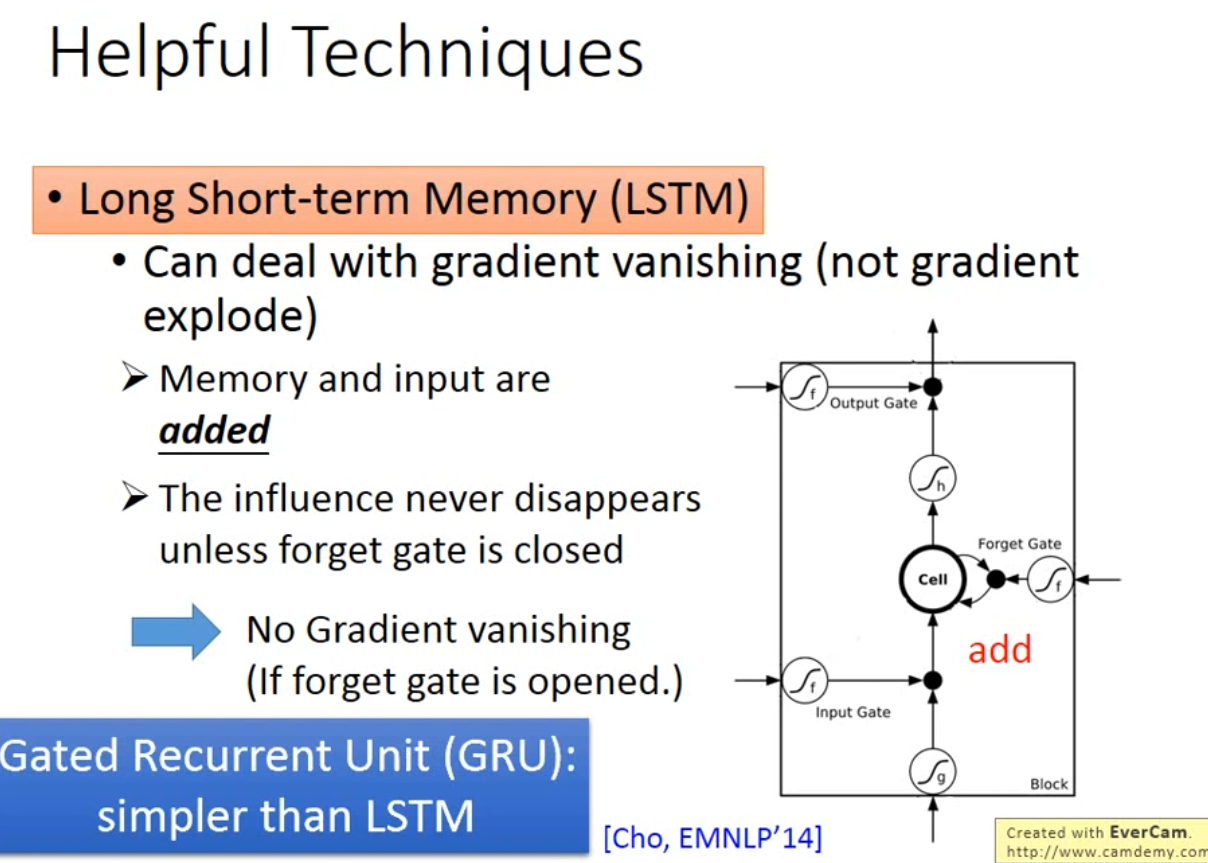 Helpful Techniques
• Long Short-term Memory (LSTM)
• Can deal with gradient vanishing (not gradient
explode)
➢ Memory and input are
added
➢ The influence never disappears
unless forget gate is closed
No Gradient vanishing
(If forget gate is opened.)
Gated Recurrent Unit (GRU):
simpler than LSTM
[Cho, EMNLP’14]
f
Output Gate
h
Forget Gate
Cell
f
add
f
Input Gate
g
Block
Created with EverCam.
http://www.camdemy.com